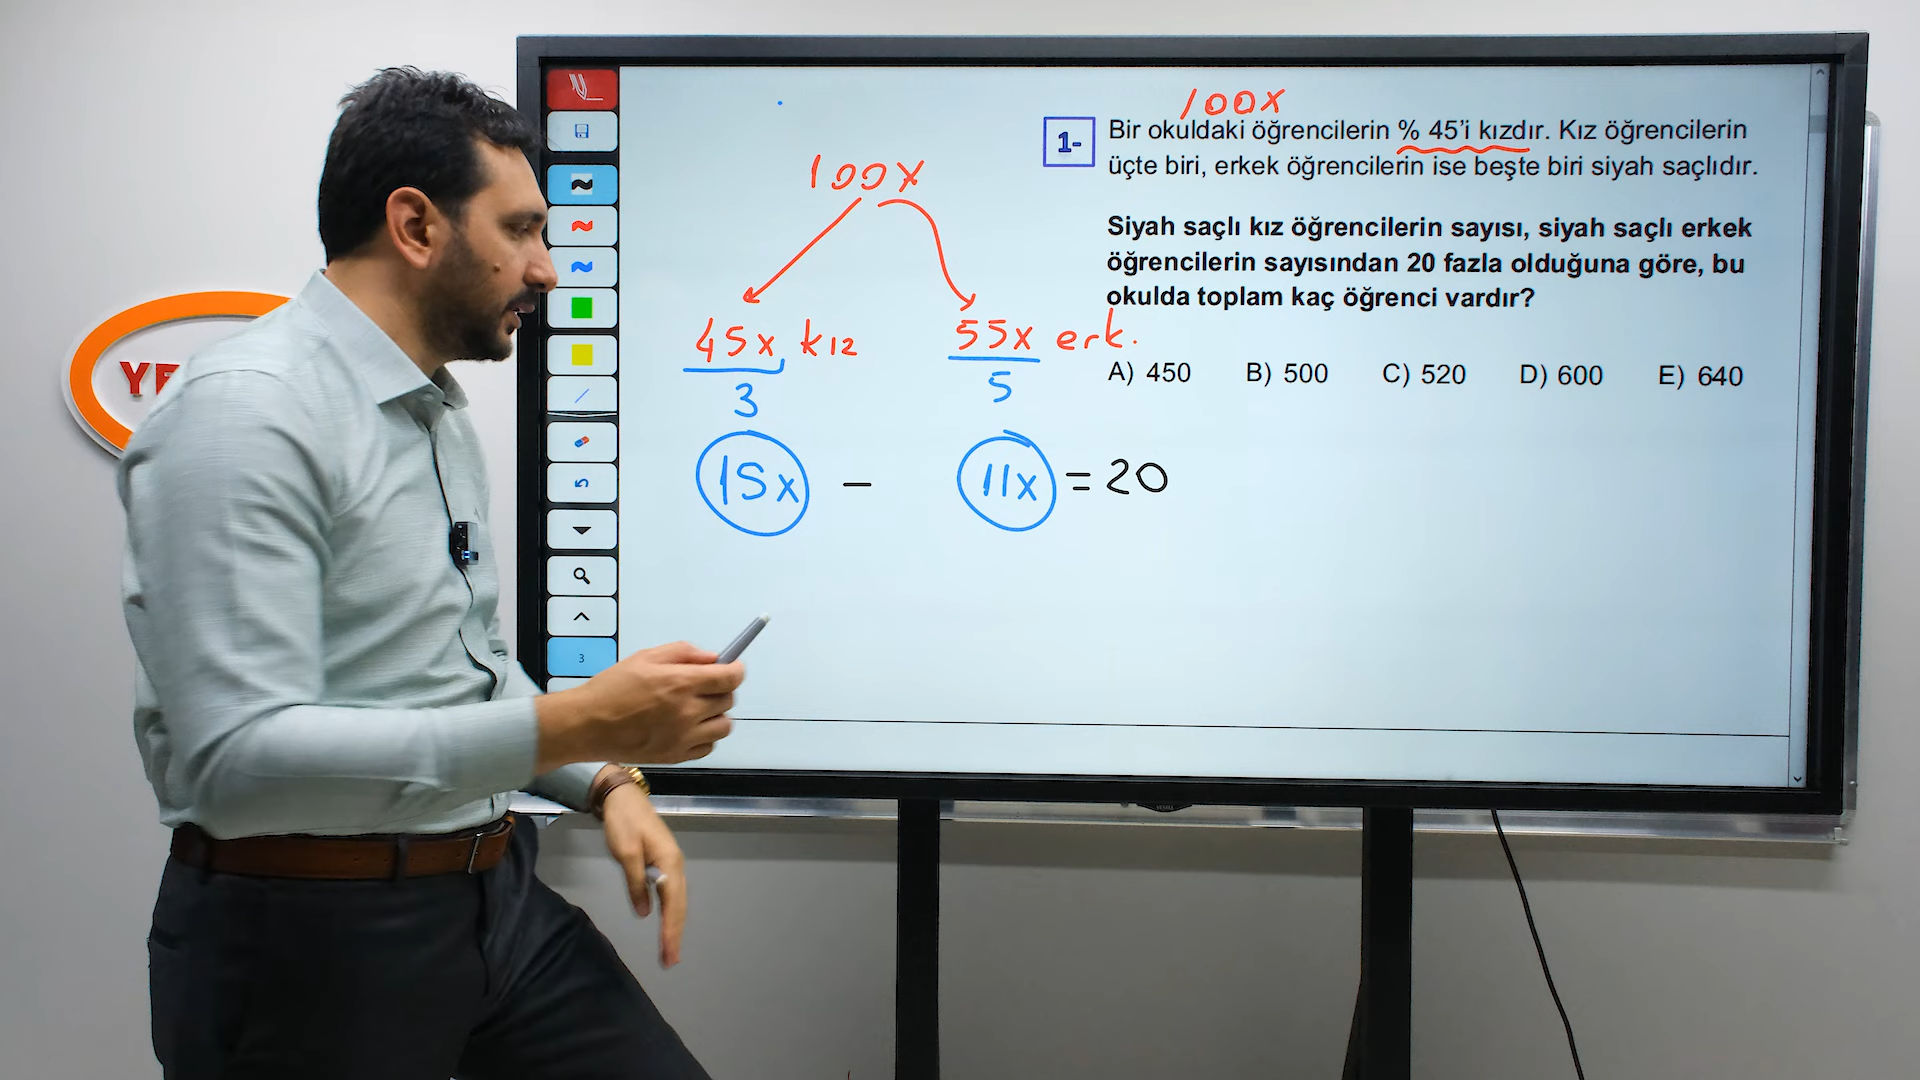 100x
1- Bir okuldaki öğrencilerin % 45'i kızdır. Kız öğrencilerin
üçte biri, erkek öğrencilerin ise beşte biri siyah saçlıdır.
Siyah saçlı kız öğrencilerin sayısı, siyah saçlı erkek
öğrencilerin sayısından 20 fazla olduğuna göre, bu
okulda toplam kaç öğrenci vardır?
A) 450 B) 500 C) 520 D) 600 E) 640
100x
45x kız 55x erk.
3 5
15x - 11x = 20
3